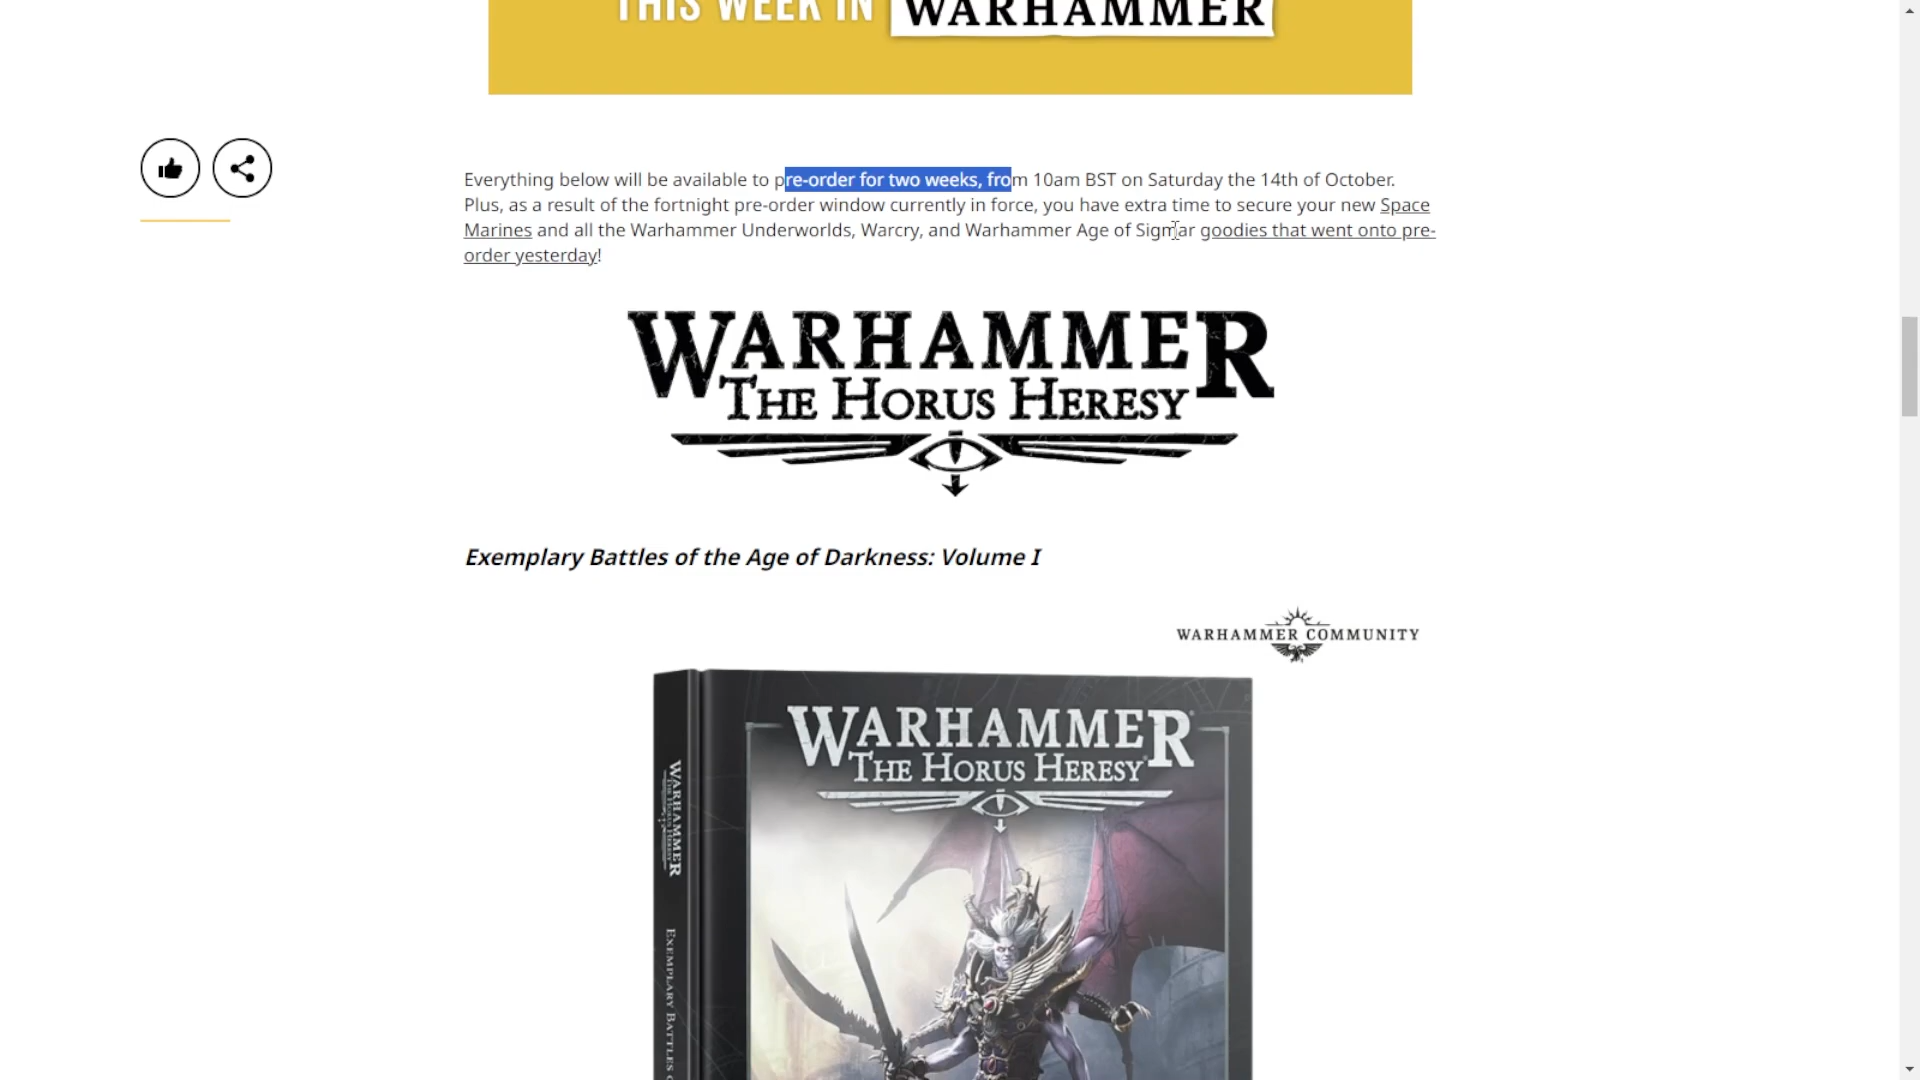 THIS WEEK IN WARHAMMER
Everything below will be available to pre-order for two weeks, from 10am BST on Saturday the 14th of October.
Plus, as a result of the fortnight pre-order window currently in force, you have extra time to secure your new Space
Marines and all the Warhammer Underworlds, Warcry, and Warhammer Age of Sigmar goodies that went onto pre-
order yesterday!
WARHAMMER
THE HORUS HERESY
Exemplary Battles of the Age of Darkness: Volume I
WARHAMMER COMMUNITY
WARHAMMER
THE HORUS HERESY
WARHAMMER
THE HORUS HERESY
EXEMPLARY BATTLES